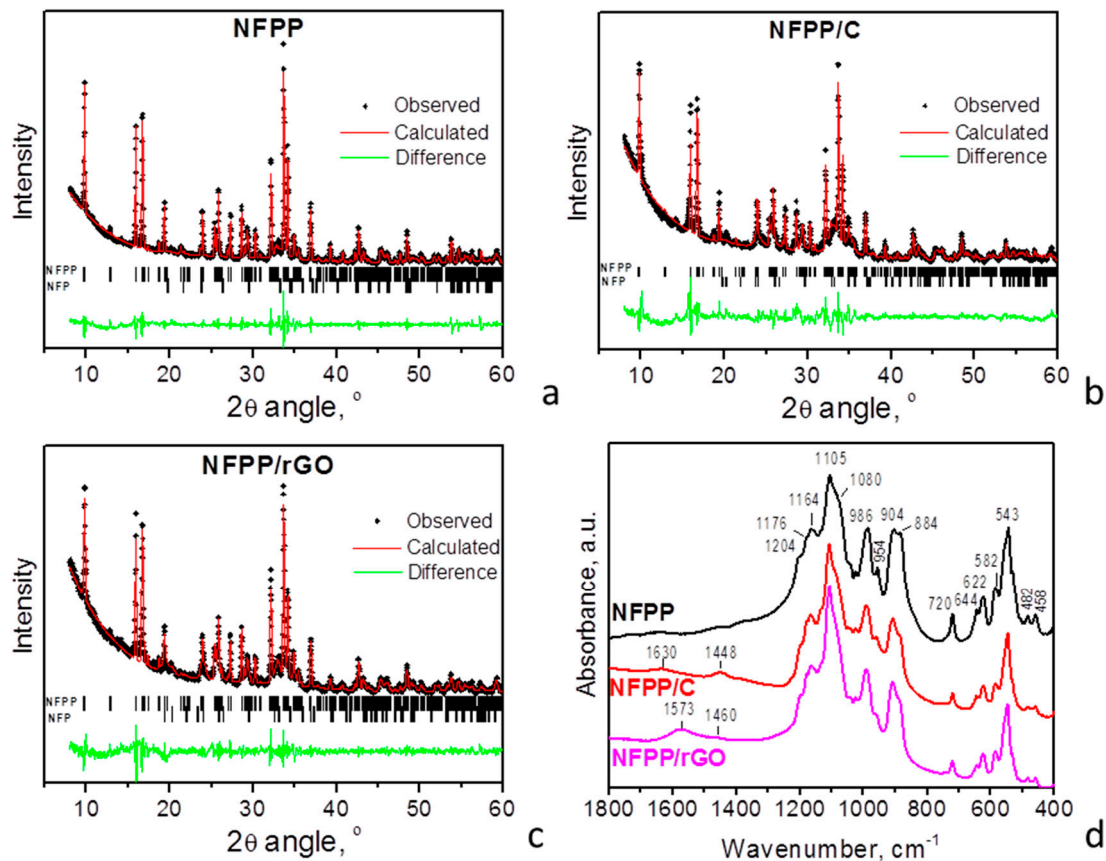 NFPP
Observed
Calculated
Difference
Intensity
NFPP
NFP
10 20 30 40 50 60
2θ angle, °
a
NFPP/C
Observed
Calculated
Difference
Intensity
NFPP
NFP
10 20 30 40 50 60
2θ angle, °
b
NFPP/rGO
Observed
Calculated
Difference
Intensity
NFPP
NFP
10 20 30 40 50 60
2θ angle, °
c
1105
1080
1164
1176
1204
986
954
904
884
720
644
622
582
543
482
458
NFPP
1630
1448
NFPP/C
1573
1460
NFPP/rGO
Absorbance, a.u.
1800 1600 1400 1200 1000 800 600 400
Wavenumber, cm-1
d